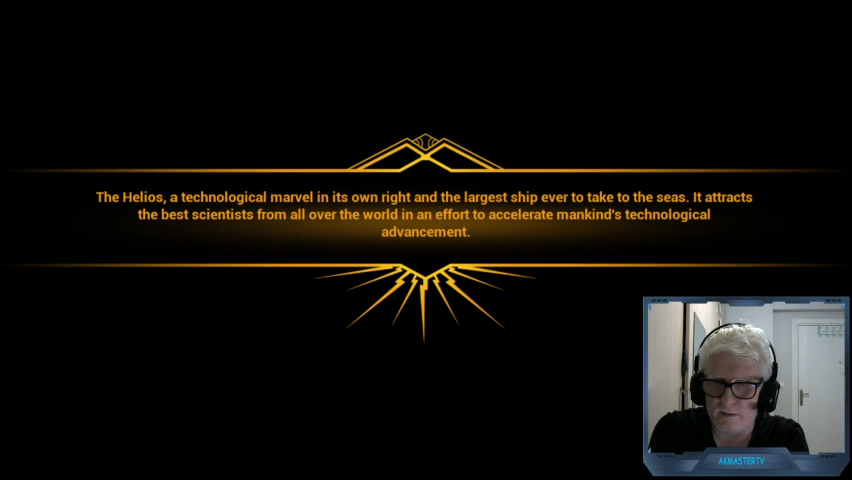 The Helios, a technological marvel in its own right and the largest ship ever to take to the seas. It attracts
the best scientists from all over the world in an effort to accelerate mankind's technological
advancement.
AKMASTERTV